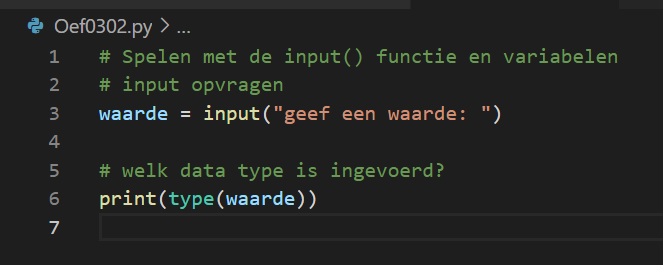 Oef0302.py > ...
1 # Spelen met de input() functie en variabelen
2 # input opvragen
3 waarde = input("geef een waarde: ")
4
5 # welk data type is ingevoerd?
6 print(type(waarde))
7